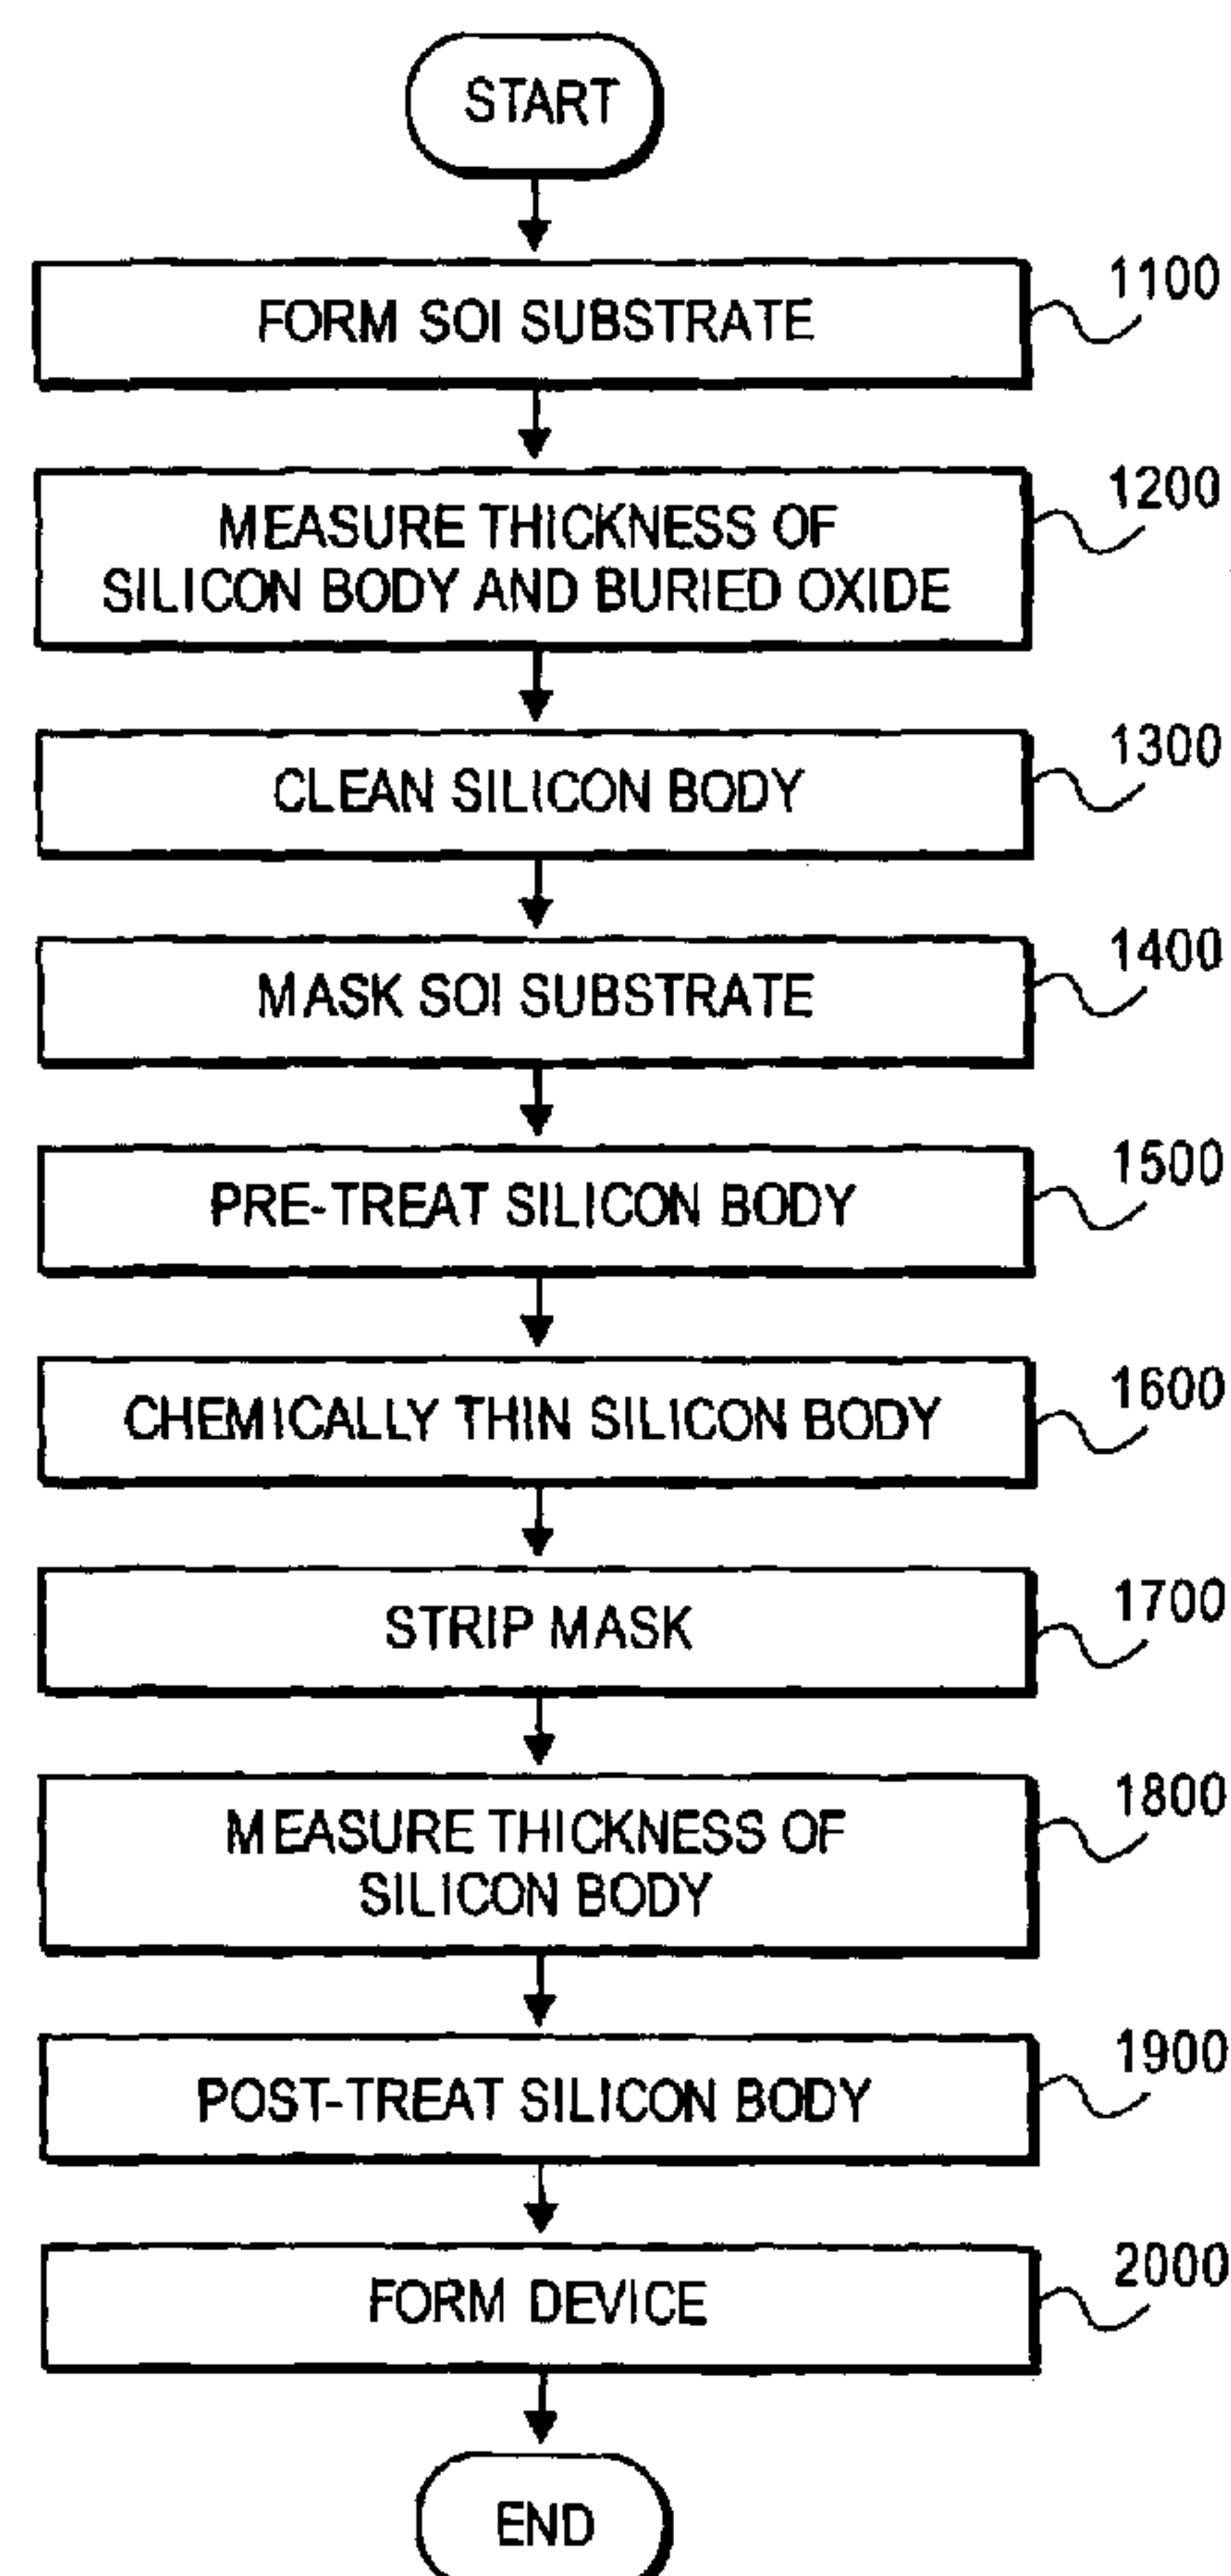 START
FORM SOI SUBSTRATE
1100
MEASURE THICKNESS OF
SILICON BODY AND BURIED OXIDE
1200
CLEAN SILICON BODY
1300
MASK SOI SUBSTRATE
1400
PRE-TREAT SILICON BODY
1500
CHEMICALLY THIN SILICON BODY
1600
STRIP MASK
1700
MEASURE THICKNESS OF
SILICON BODY
1800
POST-TREAT SILICON BODY
1900
FORM DEVICE
2000
END